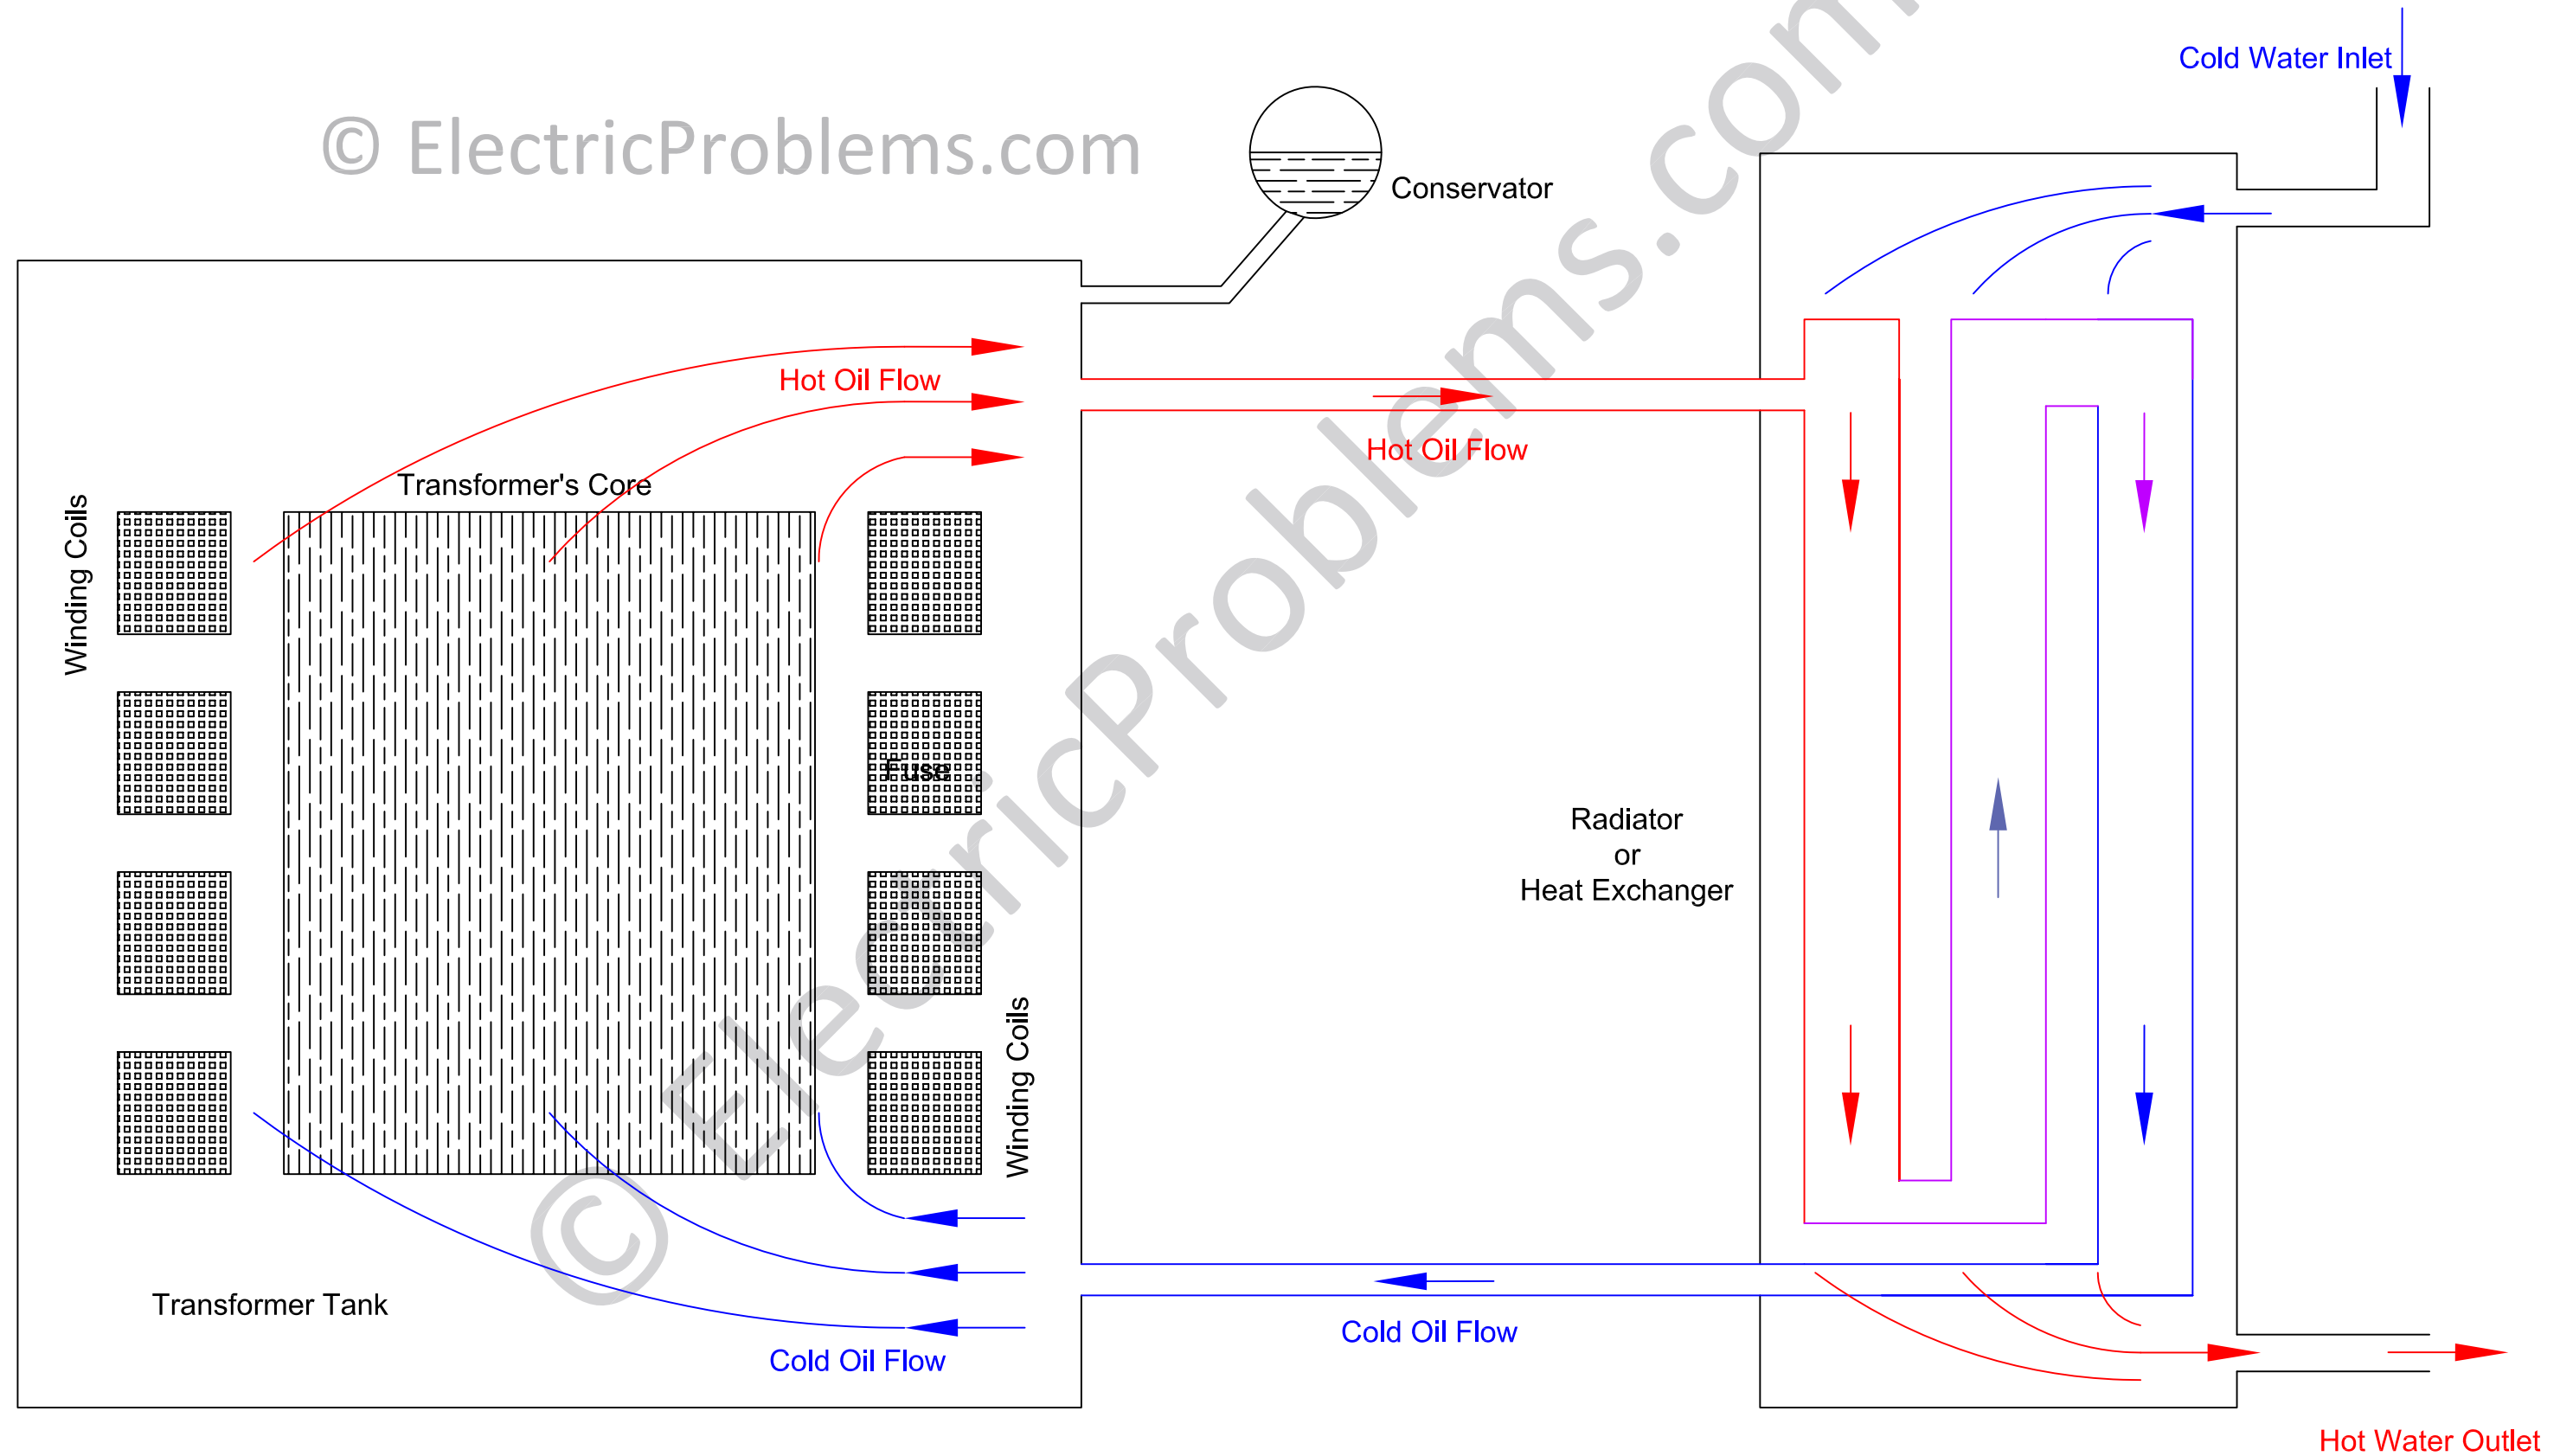 Cold Water Inlet
© ElectricProblems.com
Conservator
Hot Oil Flow
Hot Oil Flow
Transformer's Core
Winding Coils
Fuse
Radiator
or
Heat Exchanger
Winding Coils
Transformer Tank
Cold Oil Flow
Cold Oil Flow
Hot Water Outlet
© ElectricProblems.com